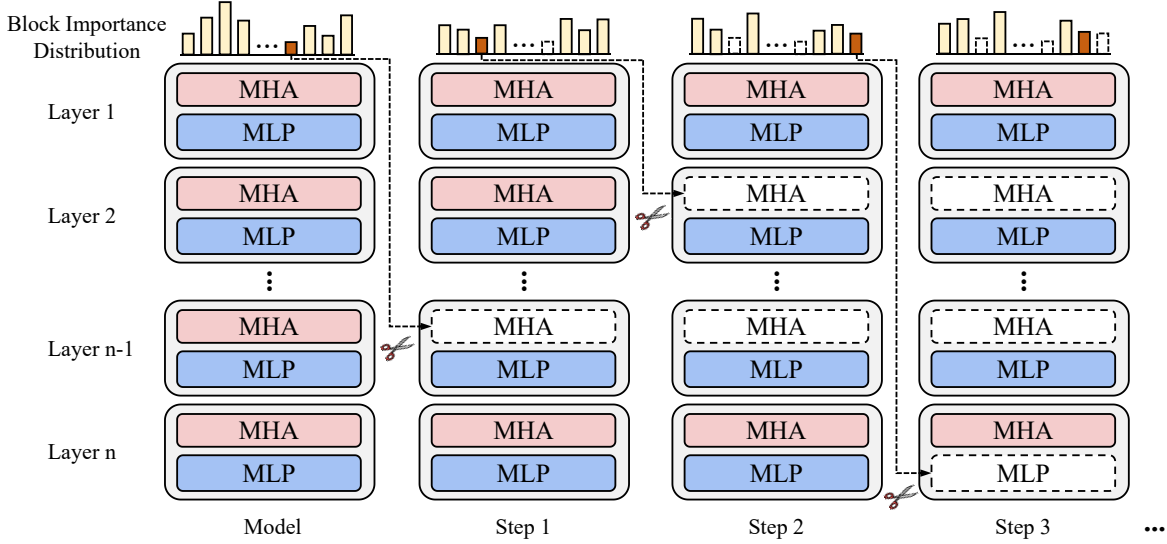 Block Importance
Distribution
...
...
...
...
Layer 1
MHA
MHA
MHA
MHA
MLP
MLP
MLP
MLP
Layer 2
MHA
MHA
MHA
MHA
MLP
MLP
MLP
MLP
Layer n-1
MHA
MHA
MHA
MHA
MLP
MLP
MLP
MLP
Layer n
MHA
MHA
MHA
MHA
MLP
MLP
MLP
MLP
Model
Step 1
Step 2
Step 3
...